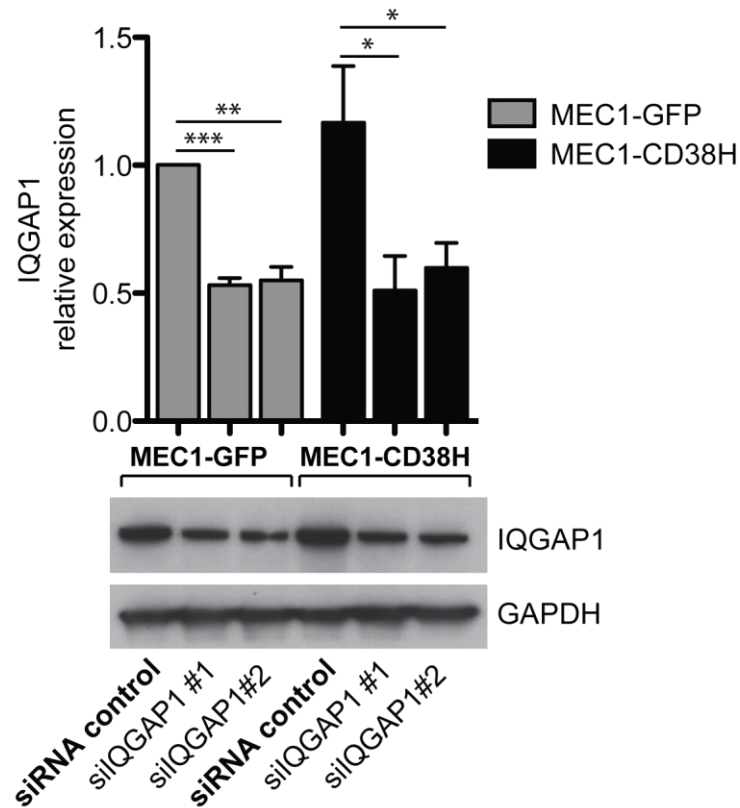 *
*
**
***
1.5
1.0
0.5
0.0
IQGAP1
relative expression
MEC1-GFP
MEC1-CD38H
MEC1-GFP MEC1-CD38H
IQGAP1
GAPDH
siRNA control
siIQGAP1 #1
siIQGAP1#2
siRNA control
siIQGAP1 #1
siIQGAP1#2